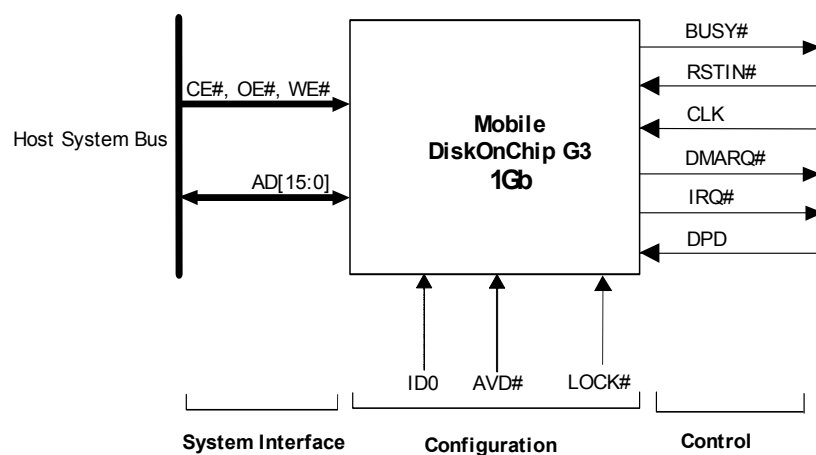 BUSY#
RSTIN#
CE#, OE#, WE#
CLK
Host System Bus
Mobile
DiskOnChip G3
1Gb
DMARQ#
AD[15:0]
IRQ#
DPD
ID0
AVD#
LOCK#
System Interface
Configuration
Control